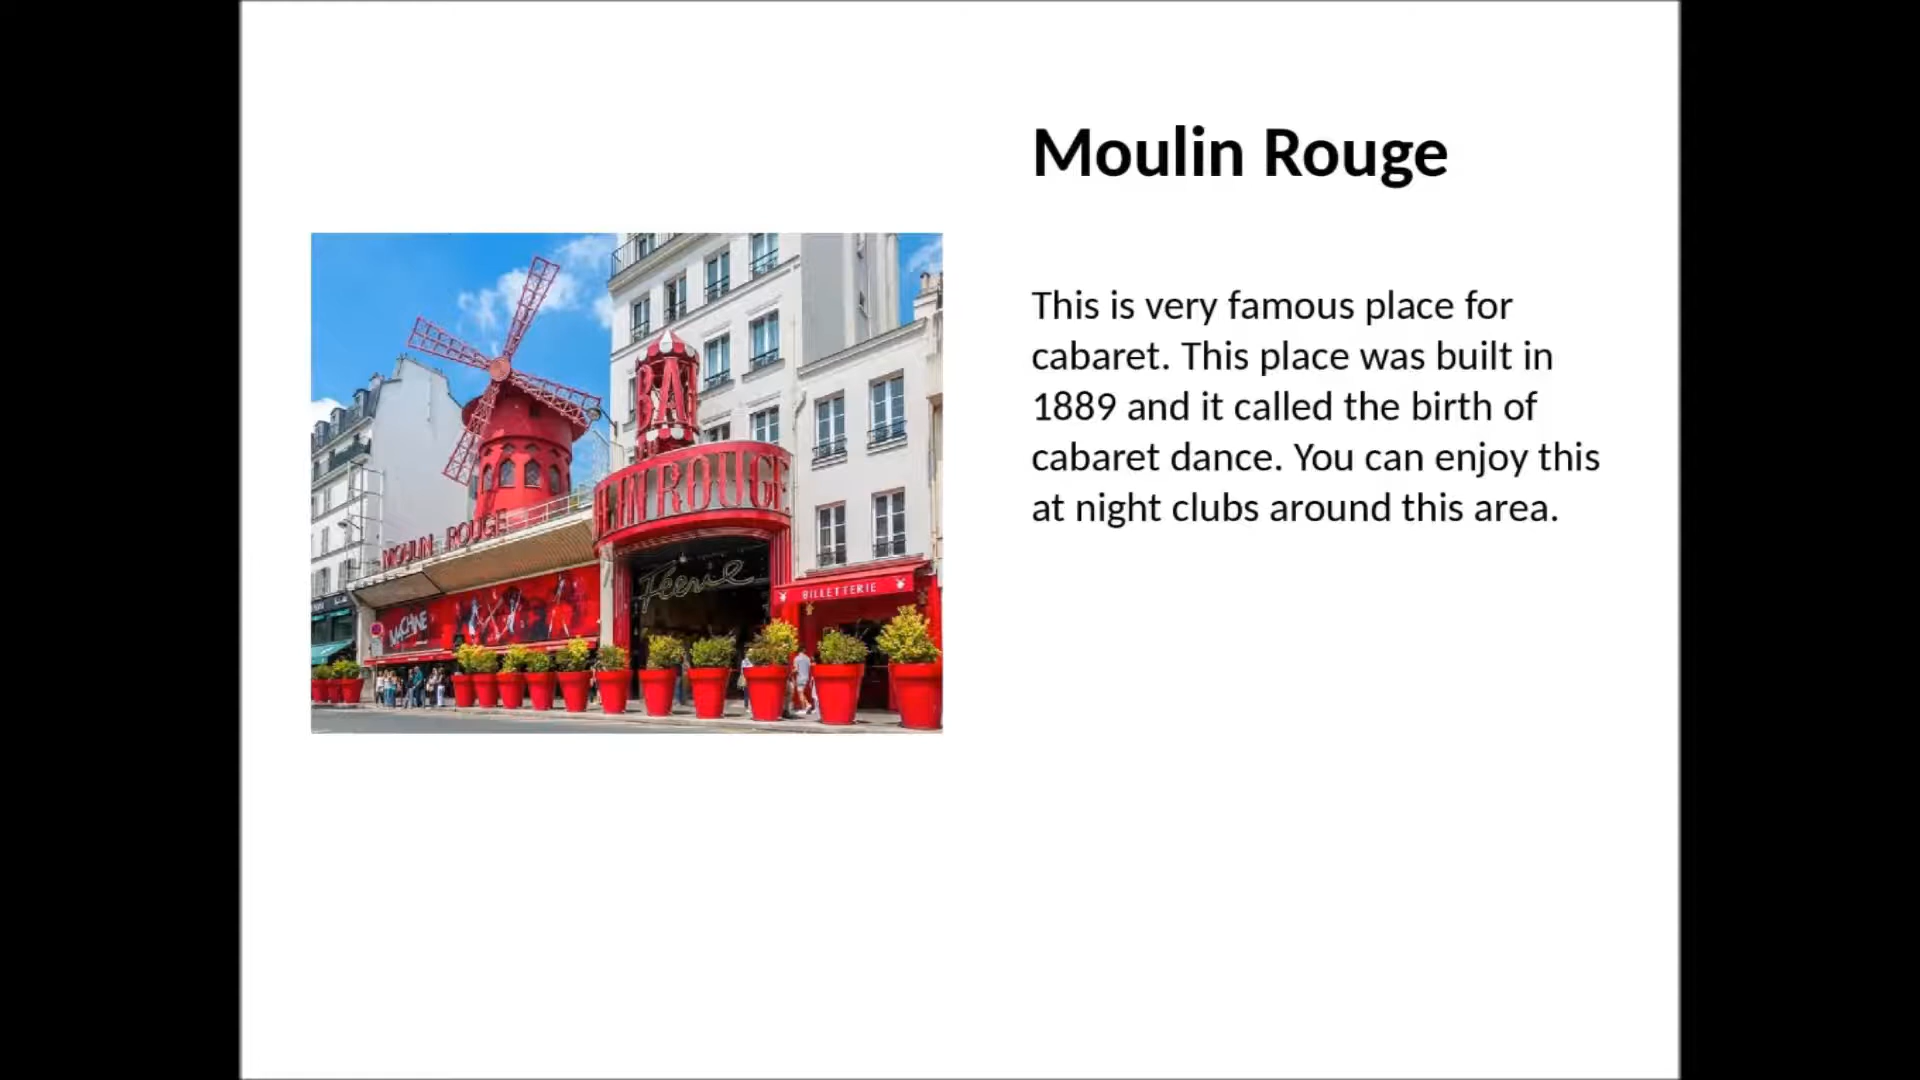 Moulin Rouge
This is very famous place for
cabaret. This place was built in
1889 and it called the birth of
cabaret dance. You can enjoy this
at night clubs around this area.
BAL
LIN ROUGE
MOULIN ROUGE
Féerie
BILLETTERIE
MACHINE